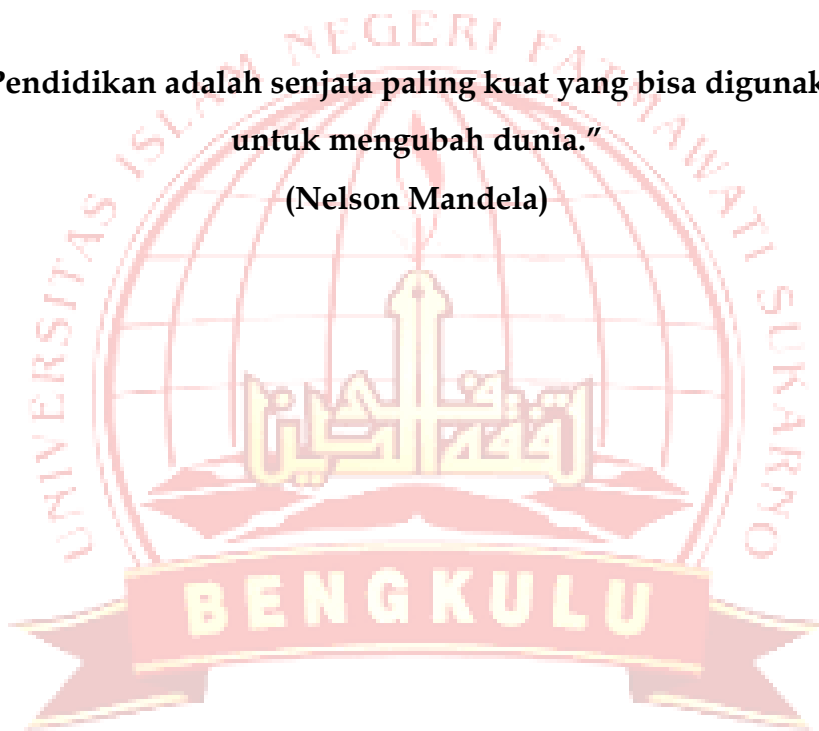 Pendidikan adalah senjata paling kuat yang bisa digunak
untuk mengubah dunia.”
(Nelson Mandela)
UNIVERSITAS ISLAM NEGERI FATMAWATI SUKARNO
BENGKULU